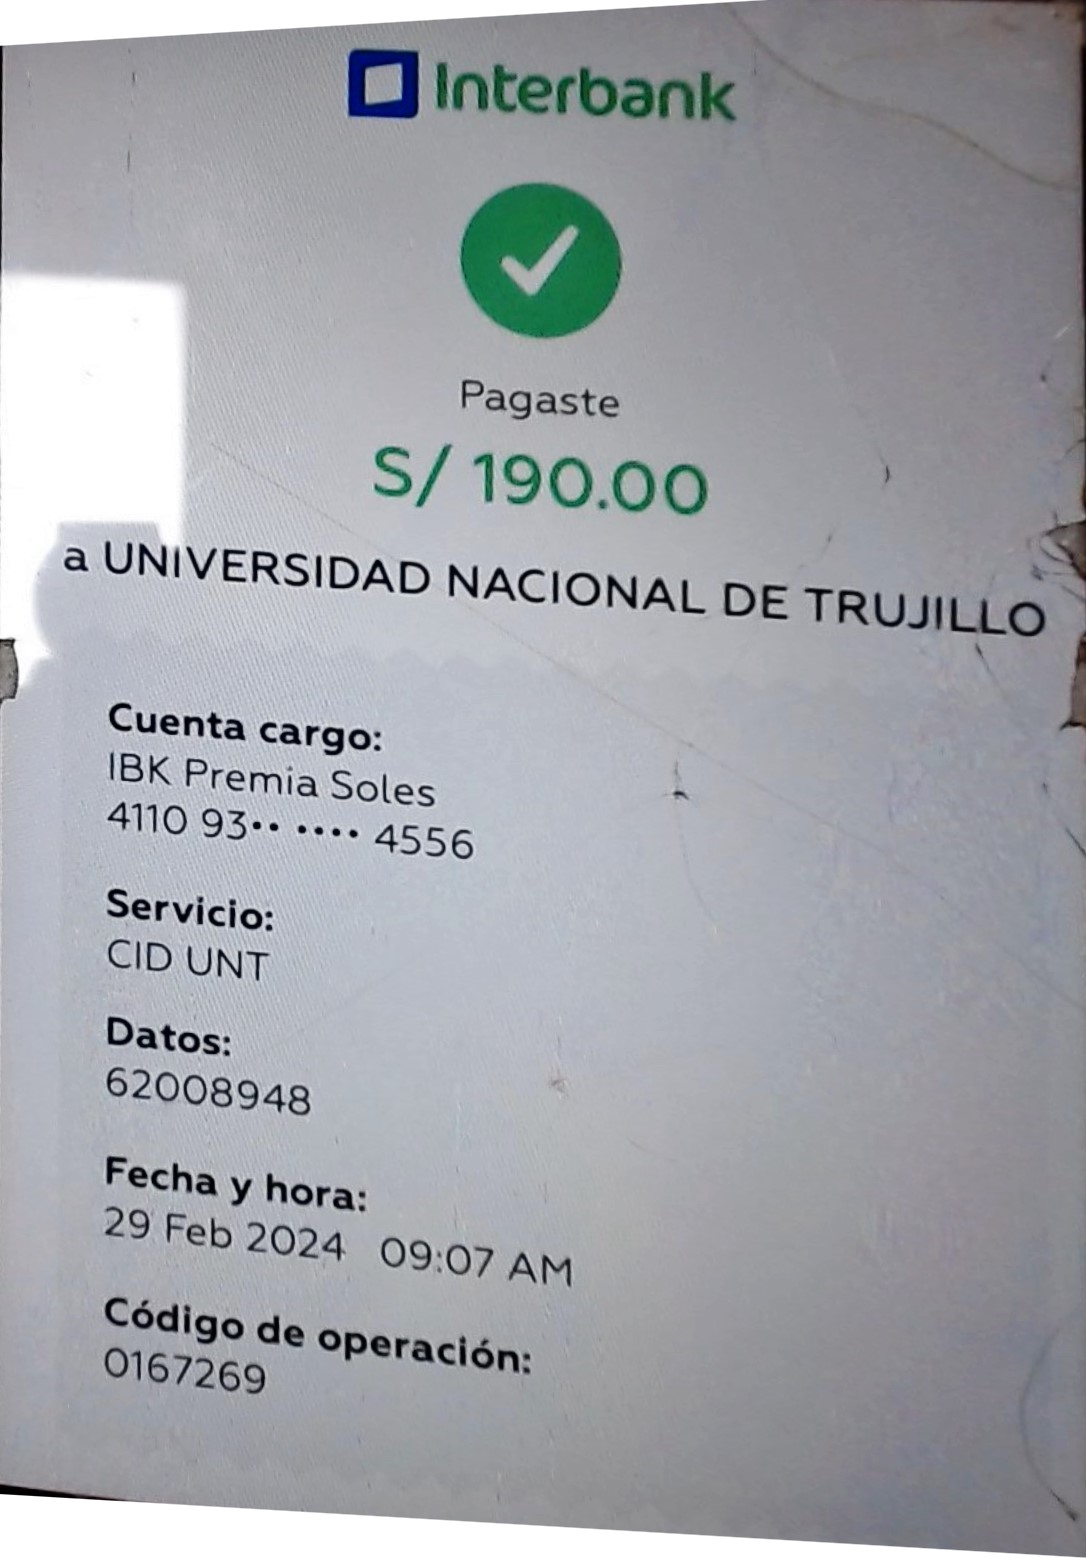 Interbank
Pagaste
S/ 190.00
a UNIVERSIDAD NACIONAL DE TRUJILLO
Cuenta cargo:
IBK Premia Soles
4110 93•• •••• 4556
Servicio:
CID UNT
Datos:
62008948
Fecha y hora:
29 Feb 2024 09:07 AM
Código de operación:
0167269